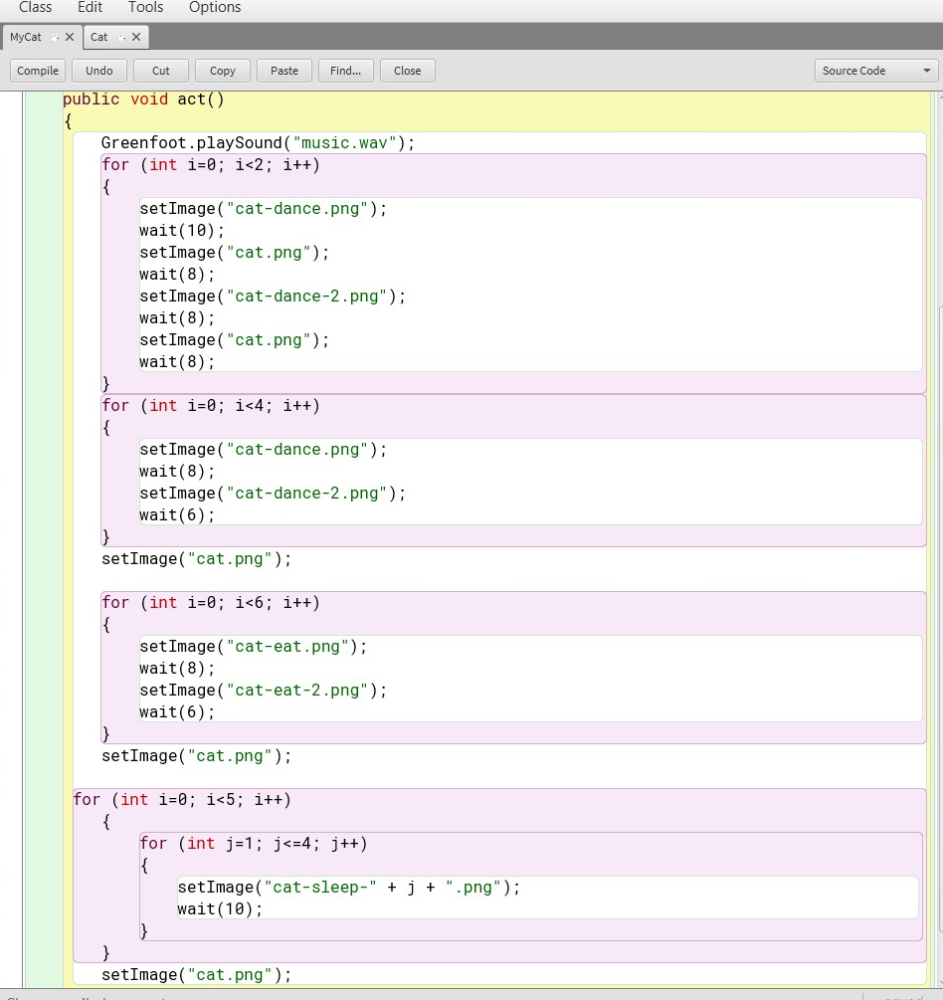 Class Edit Tools Options
MyCat Cat
Compile Undo Cut Copy Paste Find... Close Source Code
public void act()
{
Greenfoot.playSound("music.wav");
for (int i=0; i<2; i++)
{
setImage("cat-dance.png");
wait(10);
setImage("cat.png");
wait(8);
setImage("cat-dance-2.png");
wait(8);
setImage("cat.png");
wait(8);
}
for (int i=0; i<4; i++)
{
setImage("cat-dance.png");
wait(8);
setImage("cat-dance-2.png");
wait(6);
}
setImage("cat.png");
for (int i=0; i<6; i++)
{
setImage("cat-eat.png");
wait(8);
setImage("cat-eat-2.png");
wait(6);
}
setImage("cat.png");
for (int i=0; i<5; i++)
{
for (int j=1; j<=4; j++)
{
setImage("cat-sleep-" + j + ".png");
wait(10);
}
}
setImage("cat.png");